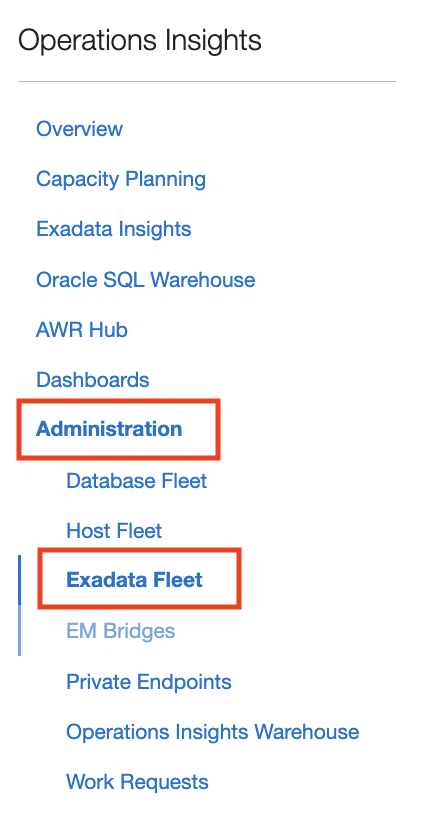 Operations Insights
Overview
Capacity Planning
Exadata Insights
Oracle SQL Warehouse
AWR Hub
Dashboards
Administration
Database Fleet
Host Fleet
Exadata Fleet
EM Bridges
Private Endpoints
Operations Insights Warehouse
Work Requests